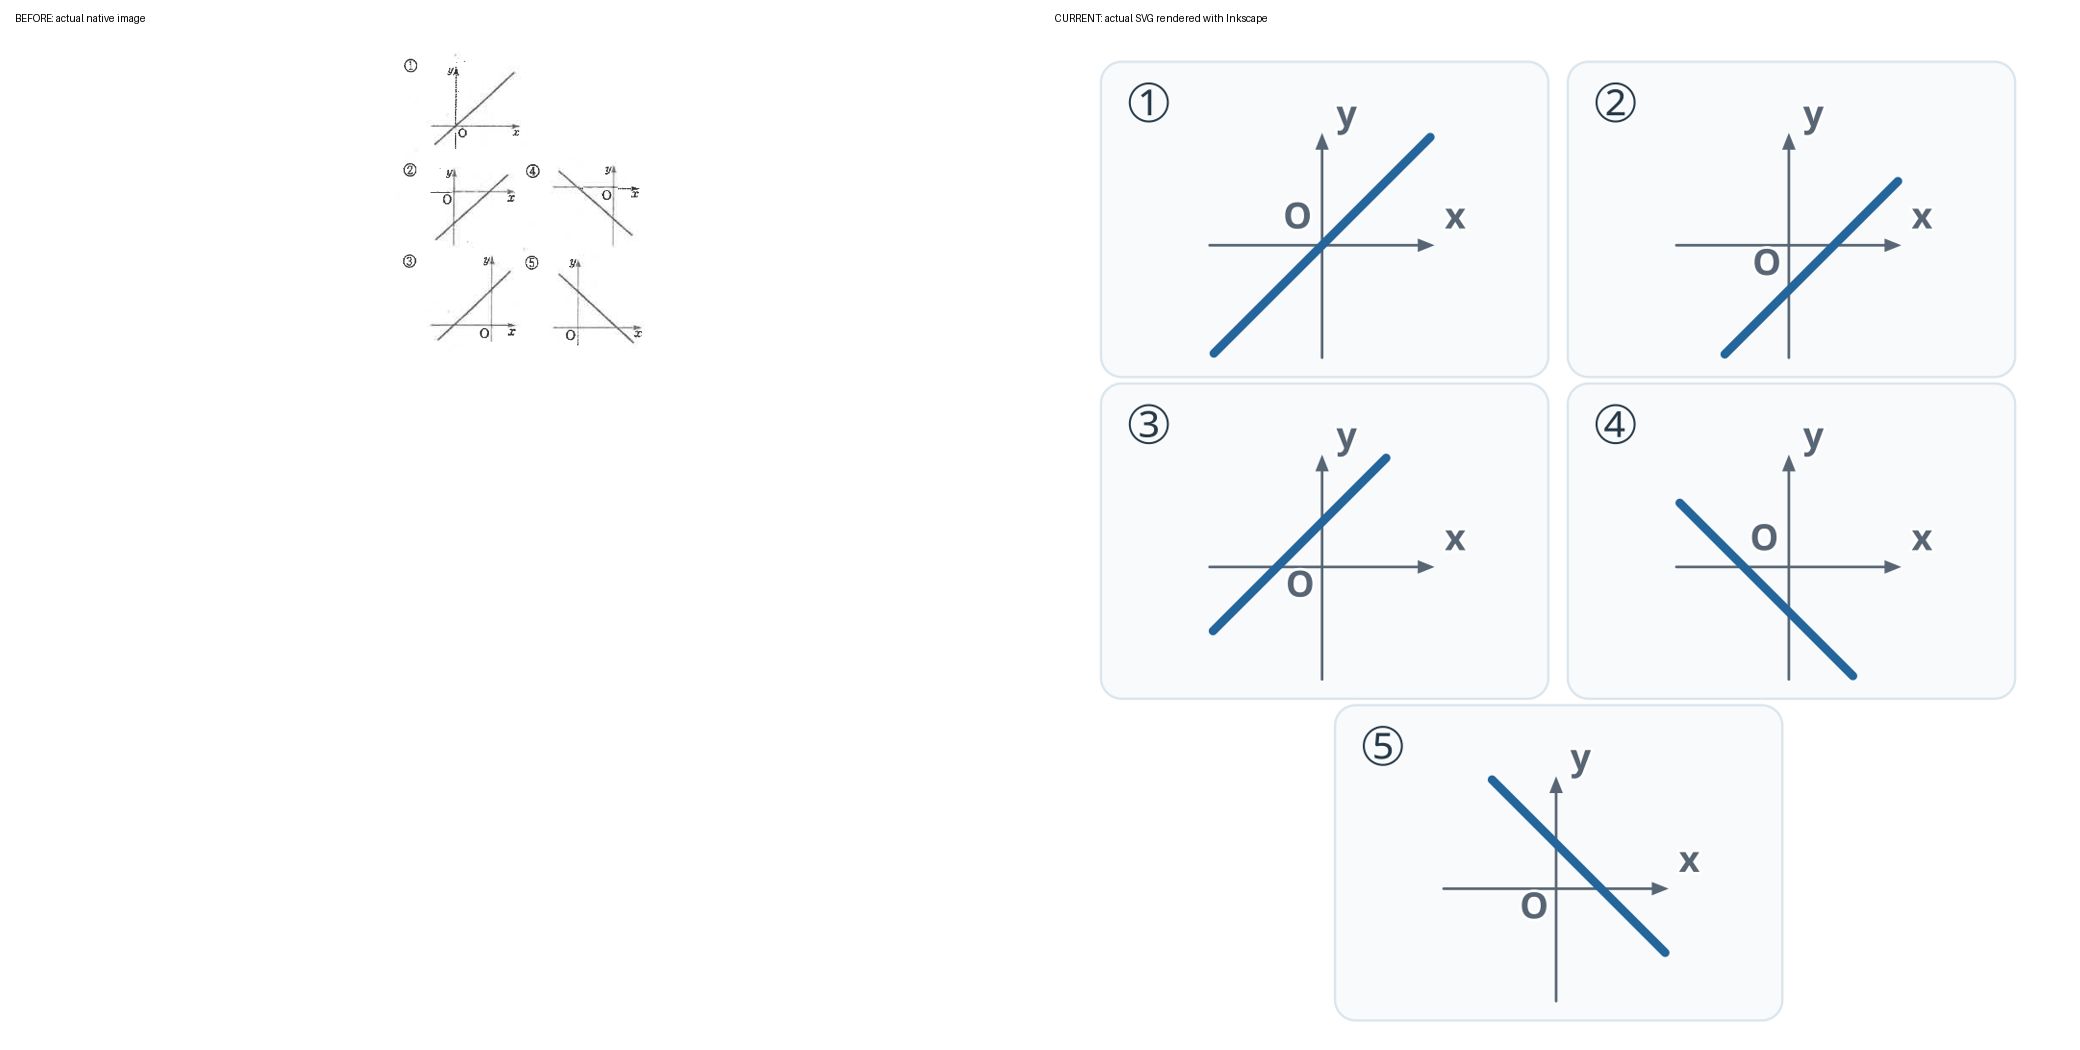 BEFORE: actual native image
①
y
O
x
②
y
O
x
④
y
O
x
③
y
O
x
⑤
y
O
x
CURRENT: actual SVG rendered with Inkscape
①
y
O
x
②
y
O
x
③
y
O
x
④
y
O
x
⑤
y
O
x